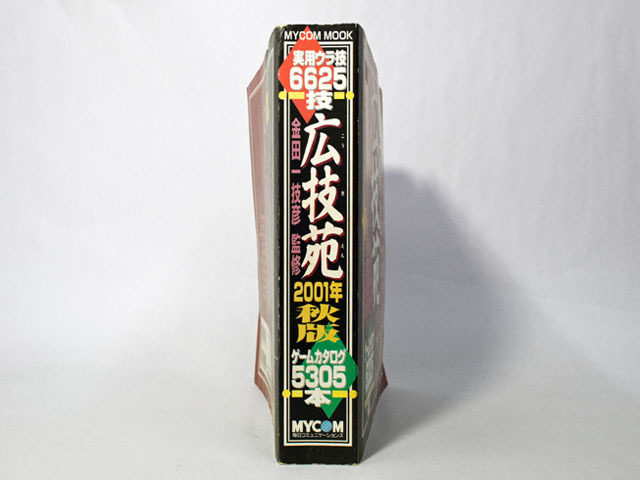 MYCOM MOOK
実用ウラ技
6625
技
広技苑
こう ぎ えん
金田一技彦 監修
2001年
秋版
ゲームカタログ
5305
本
MYCOM
毎日コミュニケーションズ